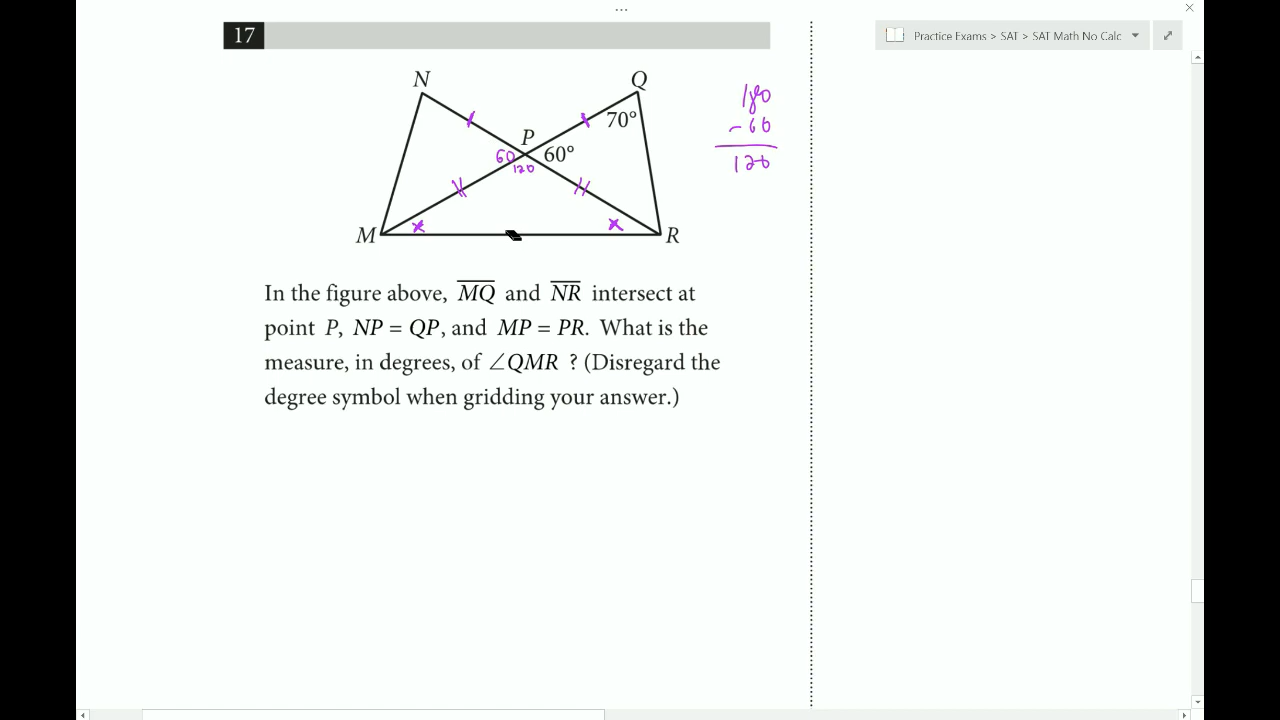 ...
17
Practice Exams > SAT > SAT Math No Calc
N
Q
180
70°
-60
P
60
60°
120
120
x
x
M
R
In the figure above, MQ and NR intersect at
point P, NP = QP, and MP = PR. What is the
measure, in degrees, of ∠QMR ? (Disregard the
degree symbol when gridding your answer.)